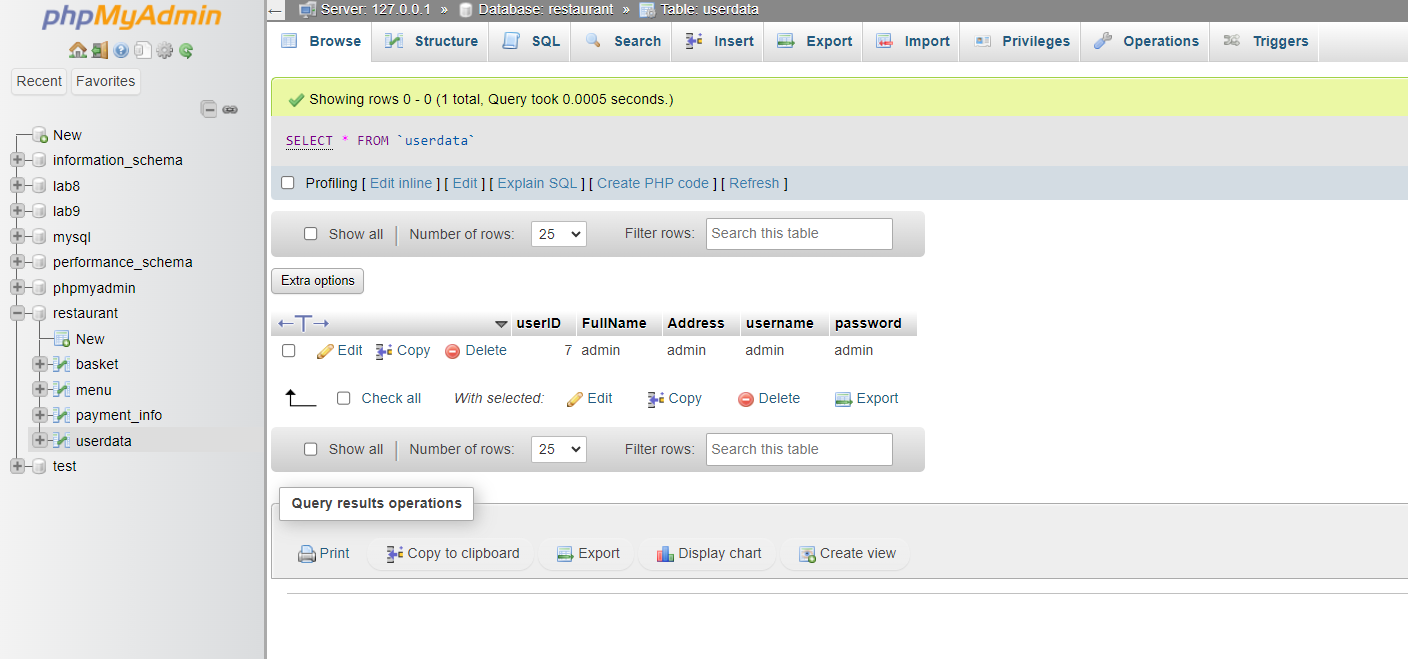 phpMyAdmin
Recent Favorites
New
information_schema
lab8
lab9
mysql
performance_schema
phpmyadmin
restaurant
New
basket
menu
payment_info
userdata
test
Server: 127.0.0.1 » Database: restaurant » Table: userdata
Browse Structure SQL Search Insert Export Import Privileges Operations Triggers
Showing rows 0 - 0 (1 total, Query took 0.0005 seconds.)
SELECT * FROM `userdata`
Profiling [ Edit inline ] [ Edit ] [ Explain SQL ] [ Create PHP code ] [ Refresh ]
Show all | Number of rows: 25 Filter rows: Search this table
Extra options
←T→ userID FullName Address username password
Edit Copy Delete 7 admin admin admin admin
Check all With selected: Edit Copy Delete Export
Show all | Number of rows: 25 Filter rows: Search this table
Query results operations
Print Copy to clipboard Export Display chart Create view